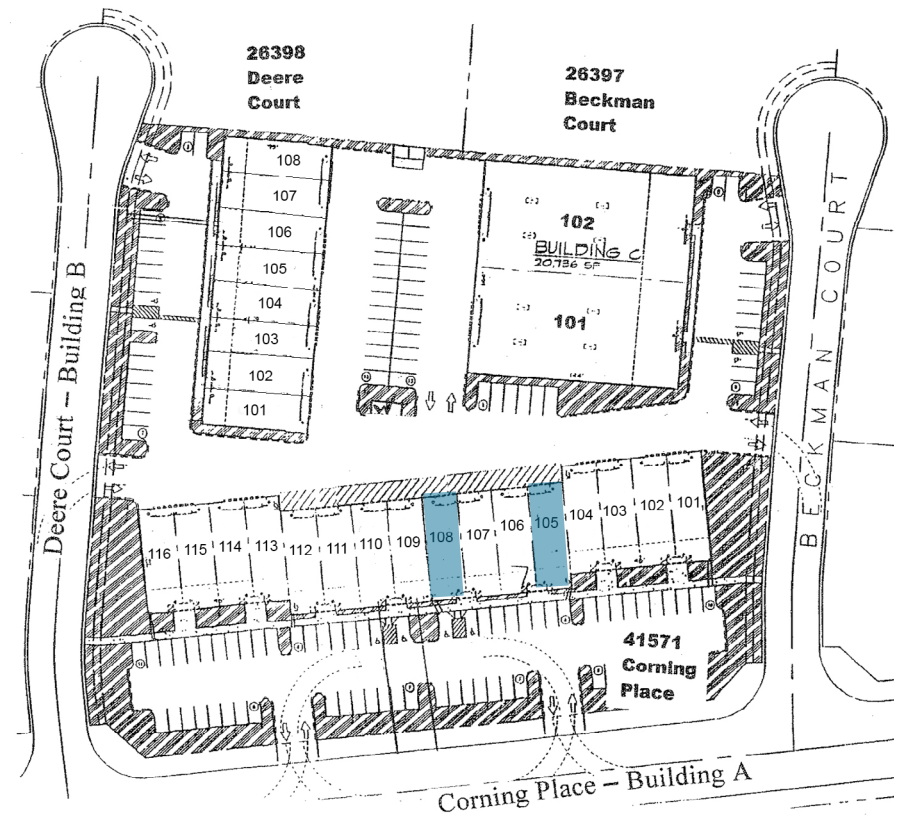 26398
Deere
Court
26397
Beckman
Court
108
107
106
105
104
103
102
101
102
BUILDING C
20,736 SF
101
144'
Deere Court – Building B
BECKMAN COURT
116
115
114
113
112
111
110
109
108
107
106
105
104
103
102
101
41571
Corning
Place
Corning Place – Building A